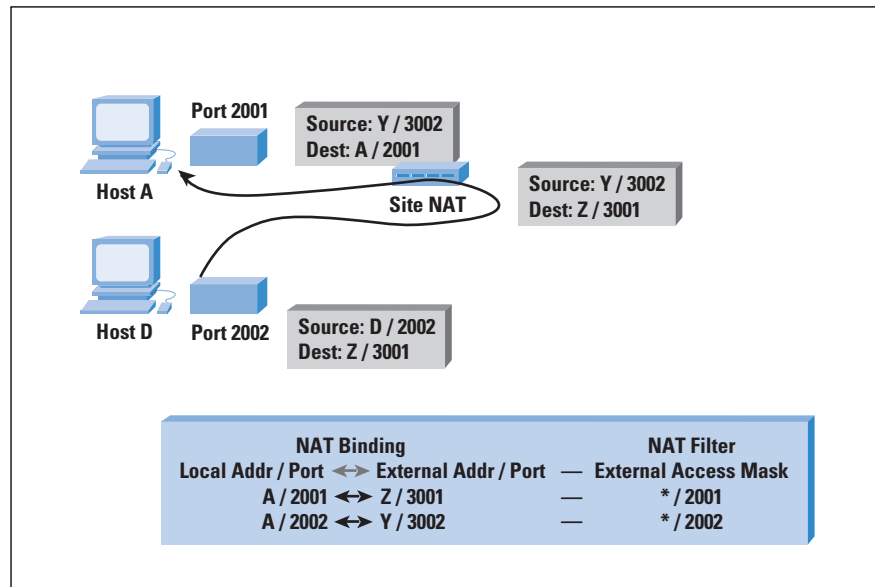 Port 2001
Source: Y / 3002
Dest: A / 2001
Host A
Site NAT
Source: Y / 3002
Dest: Z / 3001
Host D
Port 2002
Source: D / 2002
Dest: Z / 3001
NAT Binding NAT Filter
Local Addr / Port ↔ External Addr / Port — External Access Mask
A / 2001 ↔ Z / 3001 — * / 2001
A / 2002 ↔ Y / 3002 — * / 2002